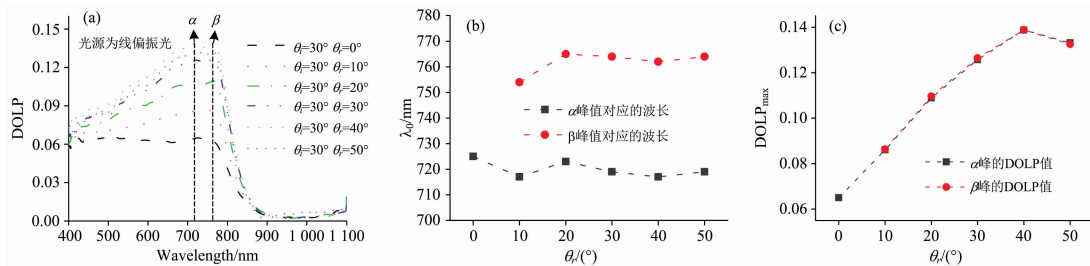 (a)
α
β
光源为线偏振光
θi=30° θr=0°
θi=30° θr=10°
θi=30° θr=20°
θi=30° θr=30°
θi=30° θr=40°
θi=30° θr=50°
DOLP
0.15
0.12
0.09
0.06
0.03
0.00
400 500 600 700 800 900 1 000 1 100
Wavelength/nm
(b)
λ0/nm
780
770
760
750
740
730
720
710
700
α峰值对应的波长
β峰值对应的波长
0 10 20 30 40 50
θr/(°)
(c)
DOLPmax
0.14
0.12
0.10
0.08
0.06
α峰的DOLP值
β峰的DOLP值
0 10 20 30 40 50
θr/(°)